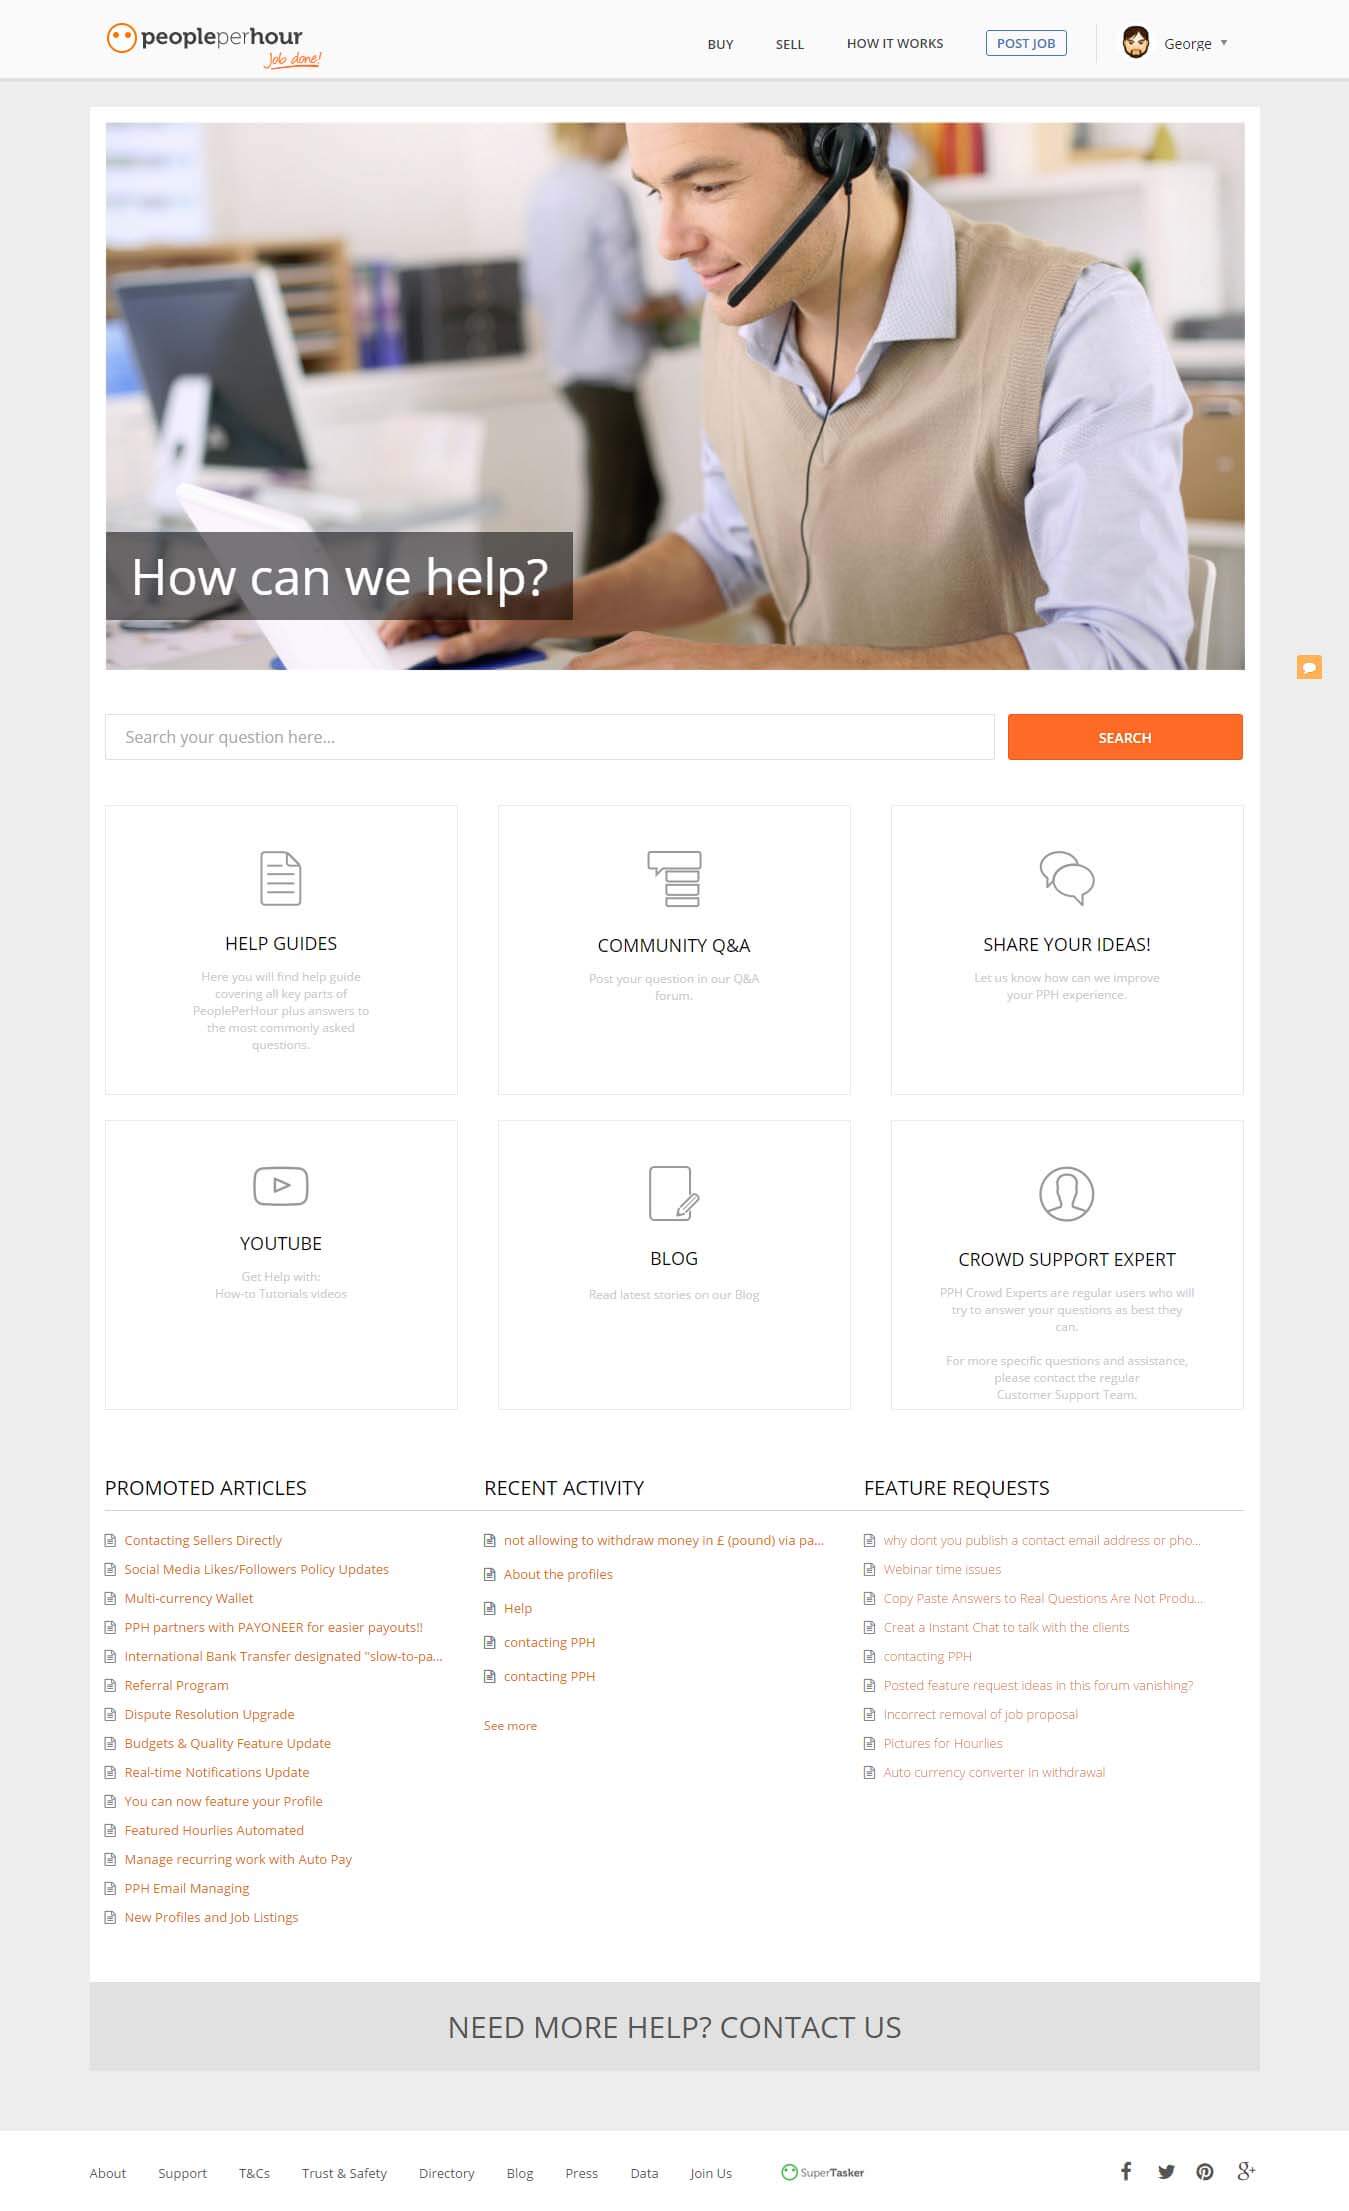 peopleperhour
Job done!
BUY
SELL
HOW IT WORKS
POST JOB
George
How can we help?
Search your question here...
SEARCH
HELP GUIDES
Here you will find help guide
covering all key parts of
PeoplePerHour plus answers to
the most commonly asked
questions.
COMMUNITY Q&A
Post your question in our Q&A
forum.
SHARE YOUR IDEAS!
Let us know how can we improve
your PPH experience.
YOUTUBE
Get Help with:
How-to Tutorials videos
BLOG
Read latest stories on our Blog
CROWD SUPPORT EXPERT
PPH Crowd Experts are regular users who will
try to answer your questions as best they
can.
For more specific questions and assistance,
please contact the regular
Customer Support Team.
PROMOTED ARTICLES
Contacting Sellers Directly
Social Media Likes/Followers Policy Updates
Multi-currency Wallet
PPH partners with PAYONEER for easier payouts!!
International Bank Transfer designated "slow-to-pa...
Referral Program
Dispute Resolution Upgrade
Budgets & Quality Feature Update
Real-time Notifications Update
You can now feature your Profile
Featured Hourlies Automated
Manage recurring work with Auto Pay
PPH Email Managing
New Profiles and Job Listings
RECENT ACTIVITY
not allowing to withdraw money in £ (pound) via pa...
About the profiles
Help
contacting PPH
contacting PPH
See more
FEATURE REQUESTS
why dont you publish a contact email address or pho...
Webinar time issues
Copy Paste Answers to Real Questions Are Not Produ...
Creat a Instant Chat to talk with the clients
contacting PPH
Posted feature request ideas in this forum vanishing?
Incorrect removal of job proposal
Pictures for Hourlies
Auto currency converter in withdrawal
NEED MORE HELP? CONTACT US
About
Support
T&Cs
Trust & Safety
Directory
Blog
Press
Data
Join Us
SuperTasker